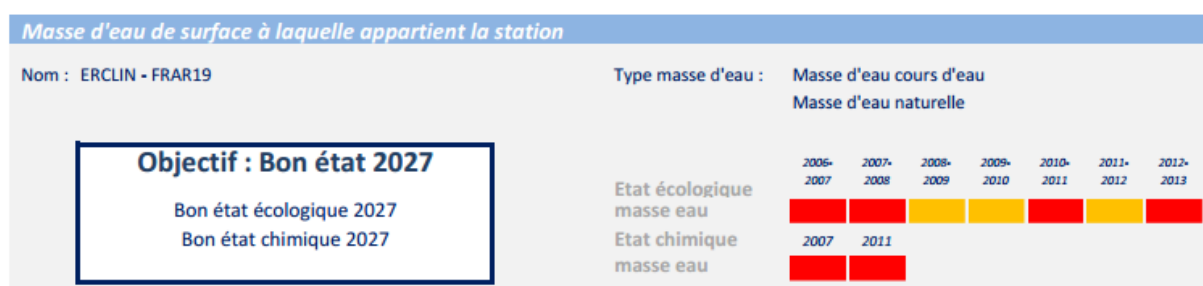 Masse d'eau de surface à laquelle appartient la station
Nom : ERCLIN - FRAR19
Type masse d'eau : Masse d'eau cours d'eau
Masse d'eau naturelle
Objectif : Bon état 2027
Bon état écologique 2027
Bon état chimique 2027
2006- 2007- 2008- 2009- 2010- 2011- 2012-
2007 2008 2009 2010 2011 2012 2013
Etat écologique
masse eau
Etat chimique 2007 2011
masse eau